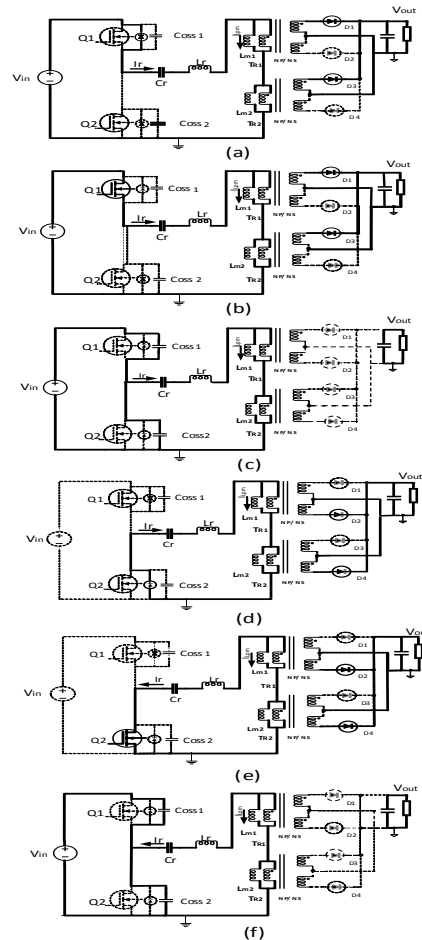 Vout
Q1 Coss 1 D1
Vin Ir Lr Lm1 D2
Cr TR1 NP/NS D3
Q2 Coss 2 Lm2 D4
TR2
(a)
Vout
Q1 Coss 1 D1
Vin Ir Lr Lm1 D2
Cr TR1 NP/NS D3
Q2 Coss 2 Lm2 D4
TR2
(b)
Vout
Q1 Coss 1 D1
Vin Ir Lr Lm1 D2
Cr TR1 NP/NS D3
Q2 Coss2 Lm2 D4
TR2
(c)
Vout
Q1 Coss 1 D1
Vin Ir Lr Lm1 D2
Cr TR1 NP/NS D3
Q2 Coss 2 Lm2 D4
TR2
(d)
Q1 Coss 1 D1
Vin Ir Lr Lm1 D2
Cr TR1 NP/NS D3
Q2 Coss 2 Lm2 D4
TR2
(e)
Vout
Q1 Coss 1 D1
Vin Ir Lr Lm1 D2
Cr TR1 NP/NS D3
Q2 Coss 2 Lm2 D4
TR2
(f)